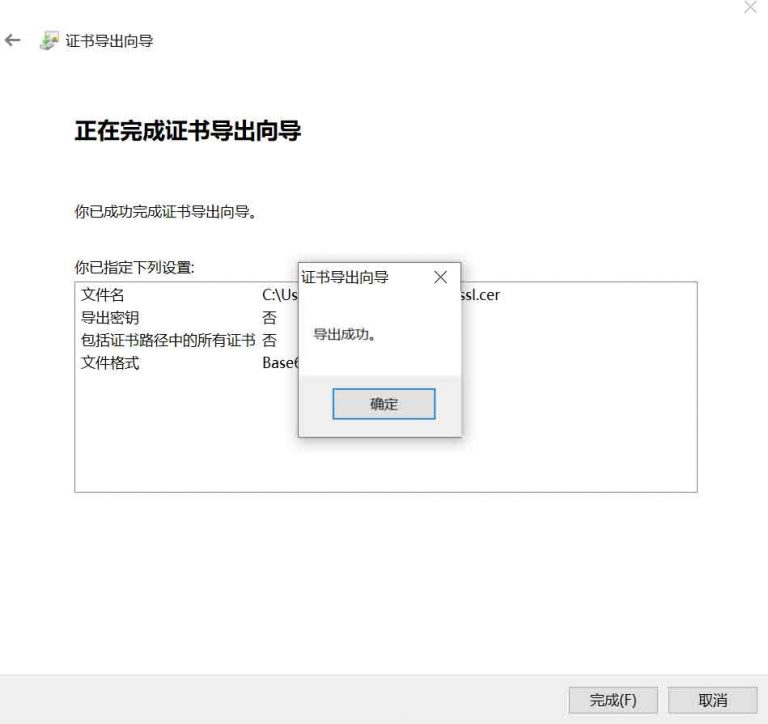 证书导出向导
正在完成证书导出向导
你已成功完成证书导出向导。
你已指定下列设置:
文件名 C:\Us ssl.cer
导出密钥 否
包括证书路径中的所有证书 否
文件格式 Base6
证书导出向导
导出成功。
确定
完成(F) 取消